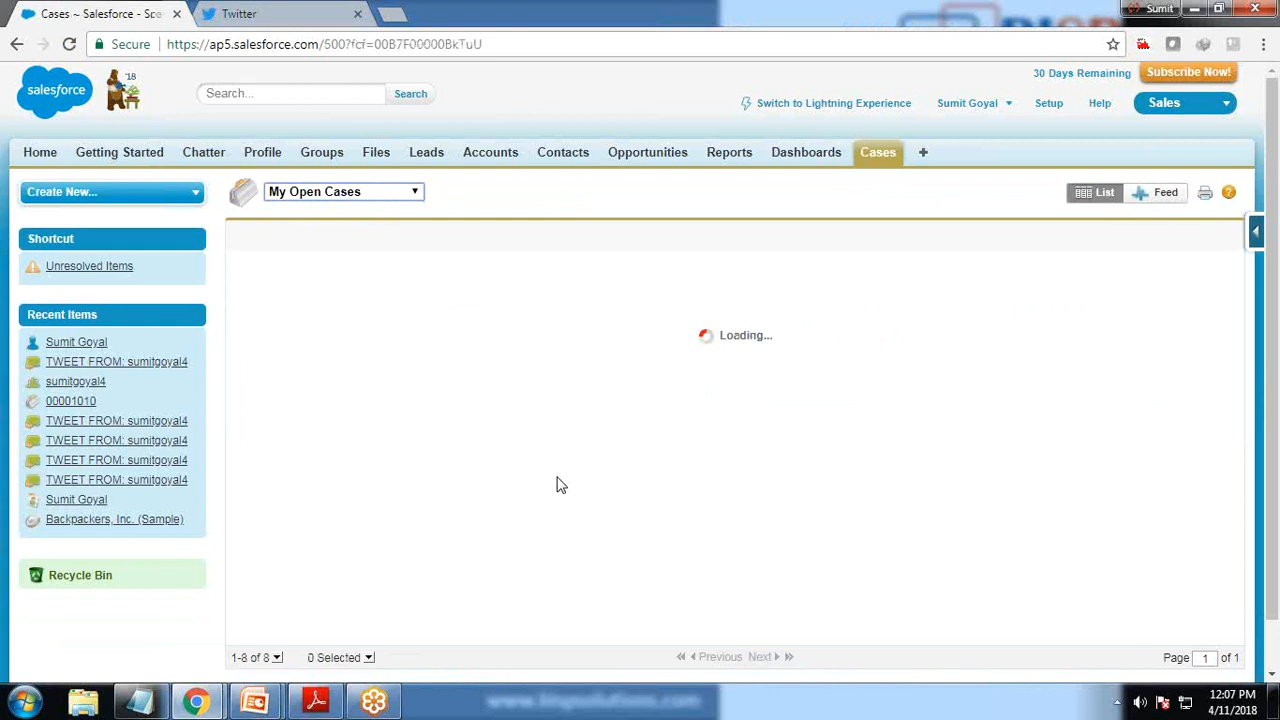 Cases ~ Salesforce - Spe
Twitter
Sumit
Secure
https://ap5.salesforce.com/500?fcf=00B7F00000BkTuU
salesforce
'18
Search...
Search
30 Days Remaining
Subscribe Now!
Switch to Lightning Experience
Sumit Goyal
Setup
Help
Sales
Home
Getting Started
Chatter
Profile
Groups
Files
Leads
Accounts
Contacts
Opportunities
Reports
Dashboards
Cases
Create New...
My Open Cases
List
Feed
Shortcut
Unresolved Items
Recent Items
Loading...
Sumit Goyal
TWEET FROM: sumitgoyal4
sumitgoyal4
00001010
TWEET FROM: sumitgoyal4
TWEET FROM: sumitgoyal4
TWEET FROM: sumitgoyal4
TWEET FROM: sumitgoyal4
Sumit Goyal
Backpackers, Inc. (Sample)
Recycle Bin
1-8 of 8
0 Selected
Previous
Next
Page 1 of 1
12:07 PM
4/11/2018